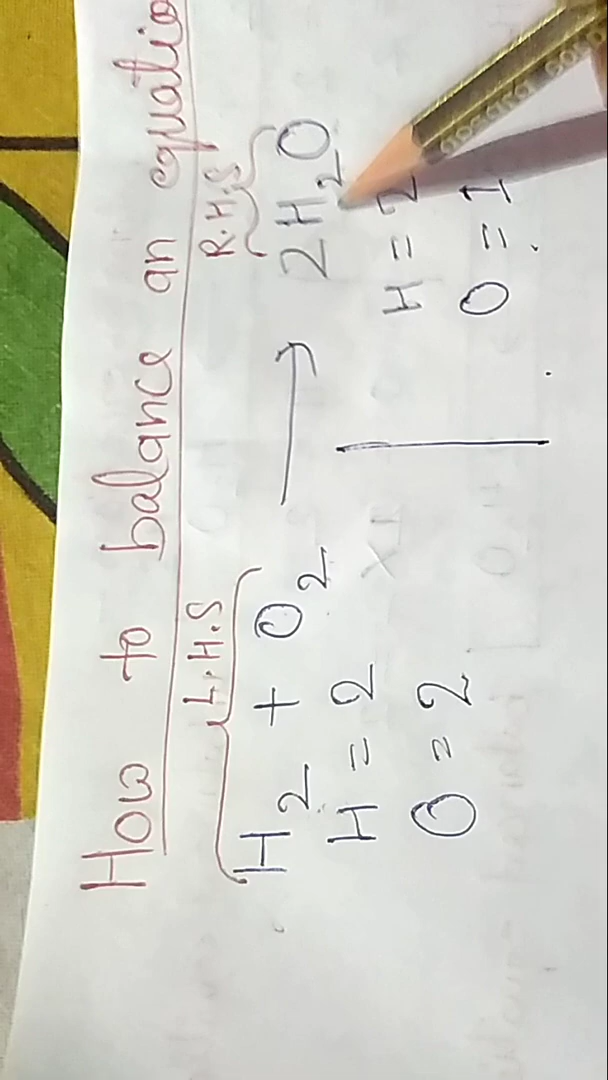 How to balance an equatio
L.H.S R.H.S
H₂ + O₂ → 2H₂O
H = 2 H = 2
O = 2 O = 1